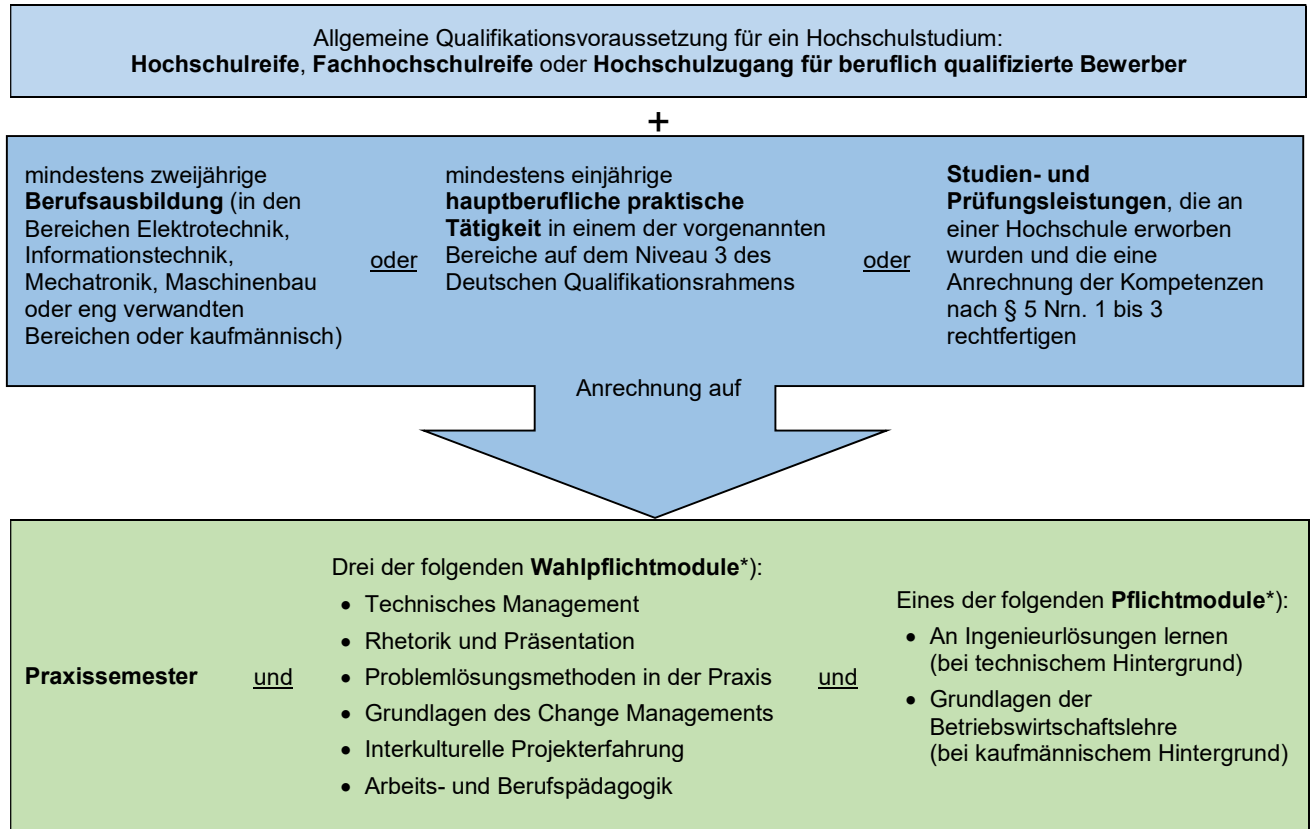 Allgemeine Qualifikationsvoraussetzung für ein Hochschulstudium:
Hochschulreife, Fachhochschulreife oder Hochschulzugang für beruflich qualifizierte Bewerber
+
mindestens zweijährige
Berufsausbildung (in den
Bereichen Elektrotechnik,
Informationstechnik,
Mechatronik, Maschinenbau
oder eng verwandten
Bereichen oder kaufmännisch)
oder
mindestens einjährige
hauptberufliche praktische
Tätigkeit in einem der vorgenannten
Bereiche auf dem Niveau 3 des
Deutschen Qualifikationsrahmens
oder
Studien- und
Prüfungsleistungen, die an
einer Hochschule erworben
wurden und die eine
Anrechnung der Kompetenzen
nach § 5 Nrn. 1 bis 3
rechtfertigen
Anrechnung auf
Praxissemester
und
Drei der folgenden Wahlpflichtmodule*):
• Technisches Management
• Rhetorik und Präsentation
• Problemlösungsmethoden in der Praxis
• Grundlagen des Change Managements
• Interkulturelle Projekterfahrung
• Arbeits- und Berufspädagogik
und
Eines der folgenden Pflichtmodule*):
• An Ingenieurlösungen lernen
(bei technischem Hintergrund)
• Grundlagen der
Betriebswirtschaftslehre
(bei kaufmännischem Hintergrund)